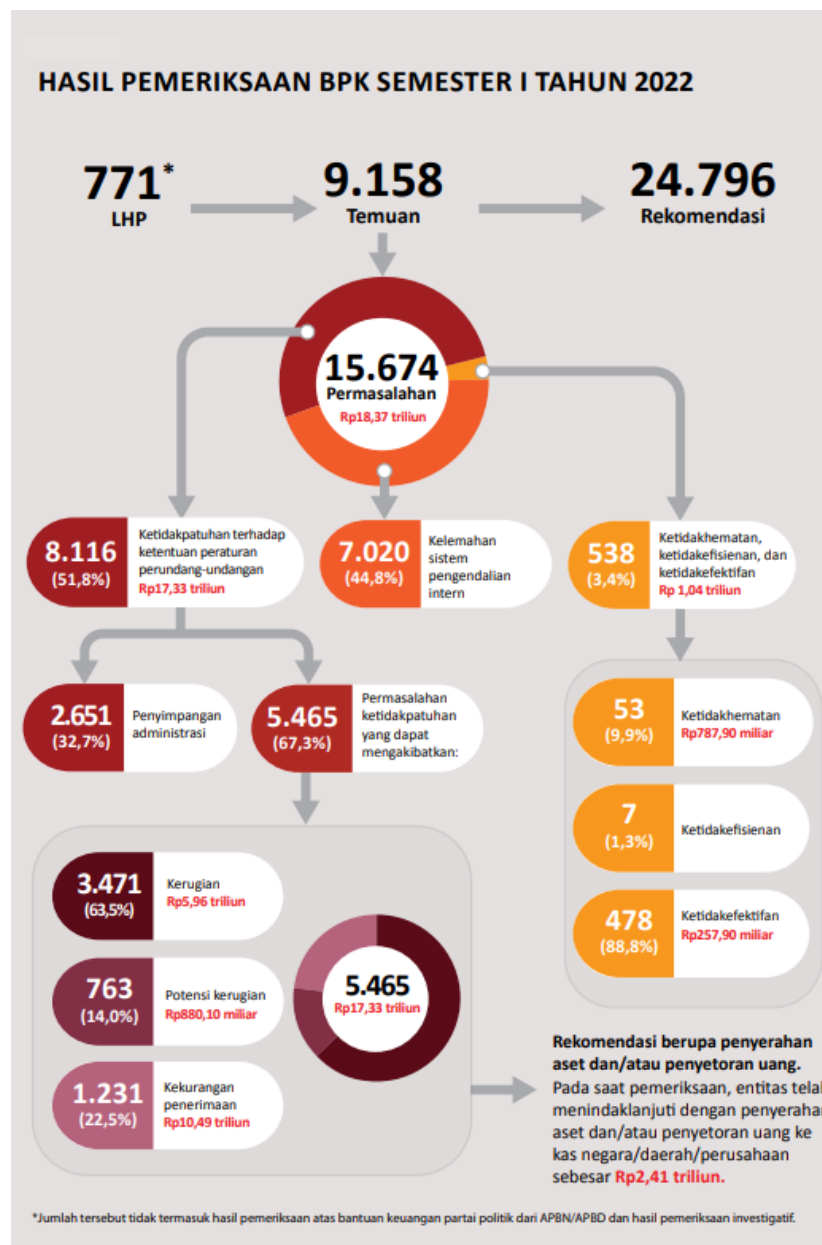 HASIL PEMERIKSAAN BPK SEMESTER I TAHUN 2022
771*
LHP
9.158
Temuan
24.796
Rekomendasi
15.674
Permasalahan
Rp18,37 triliun
8.116
(51,8%)
Ketidakpatuhan terhadap
ketentuan peraturan
perundang-undangan
Rp17,33 triliun
7.020
(44,8%)
Kelemahan
sistem
pengendalian
intern
538
(3,4%)
Ketidakhematan,
ketidakefisienan, dan
ketidakefektifan
Rp 1,04 triliun
2.651
(32,7%)
Penyimpangan
administrasi
5.465
(67,3%)
Permasalahan
ketidakpatuhan
yang dapat
mengakibatkan:
53
(9,9%)
Ketidakhematan
Rp787,90 miliar
7
(1,3%)
Ketidakefisienan
478
(88,8%)
Ketidakefektifan
Rp257,90 miliar
3.471
(63,5%)
Kerugian
Rp5,96 triliun
763
(14,0%)
Potensi kerugian
Rp880,10 miliar
1.231
(22,5%)
Kekurangan
penerimaan
Rp10,49 triliun
5.465
Rp17,33 triliun
Rekomendasi berupa penyerahan
aset dan/atau penyetoran uang.
Pada saat pemeriksaan, entitas
menindaklanjuti dengan
aset dan/atau penyetoran uang ke
kas negara/daerah/perusahaan
sebesar Rp2,41 triliun.
*Jumlah tersebut tidak termasuk hasil pemeriksaan atas bantuan keuangan partai politik dari APBN/APBD dan hasil pemeriksaan investigatif.